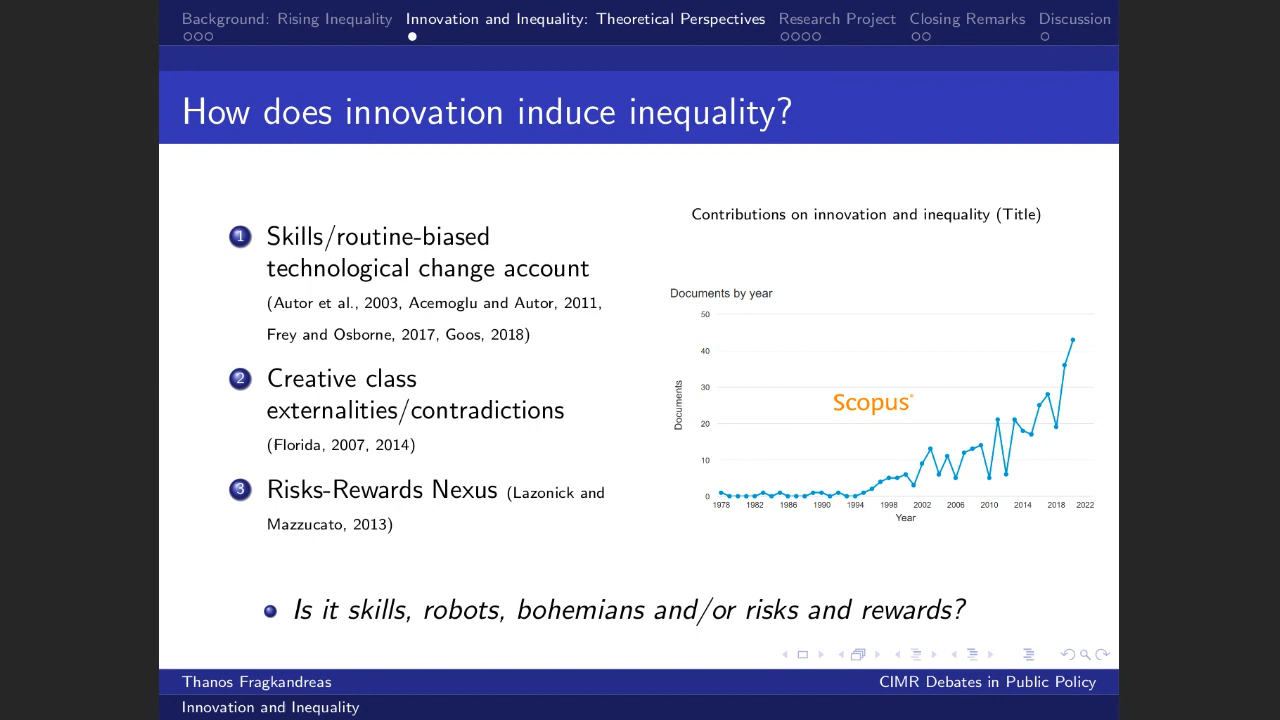 Background: Rising Inequality Innovation and Inequality: Theoretical Perspectives Research Project Closing Remarks Discussion
How does innovation induce inequality?
1 Skills/routine-biased
technological change account
(Autor et al., 2003, Acemoglu and Autor, 2011,
Frey and Osborne, 2017, Goos, 2018)
2 Creative class
externalities/contradictions
(Florida, 2007, 2014)
3 Risks-Rewards Nexus (Lazonick and
Mazzucato, 2013)
Contributions on innovation and inequality (Title)
Documents by year
50
40
30
20
10
0
Documents
Scopus®
1978 1982 1986 1990 1994 1998 2002 2006 2010 2014 2018 2022
Year
Is it skills, robots, bohemians and/or risks and rewards?
Thanos Fragkandreas CIMR Debates in Public Policy
Innovation and Inequality